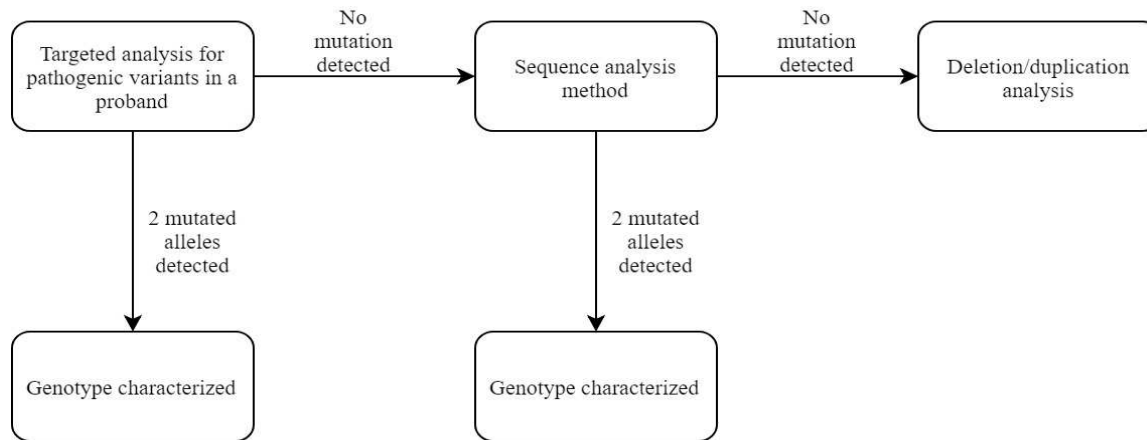 Targeted analysis for
pathogenic variants in a
proband
No
mutation
detected
Sequence analysis
method
No
mutation
detected
Deletion/duplication
analysis
2 mutated
alleles
detected
2 mutated
alleles
detected
Genotype characterized
Genotype characterized